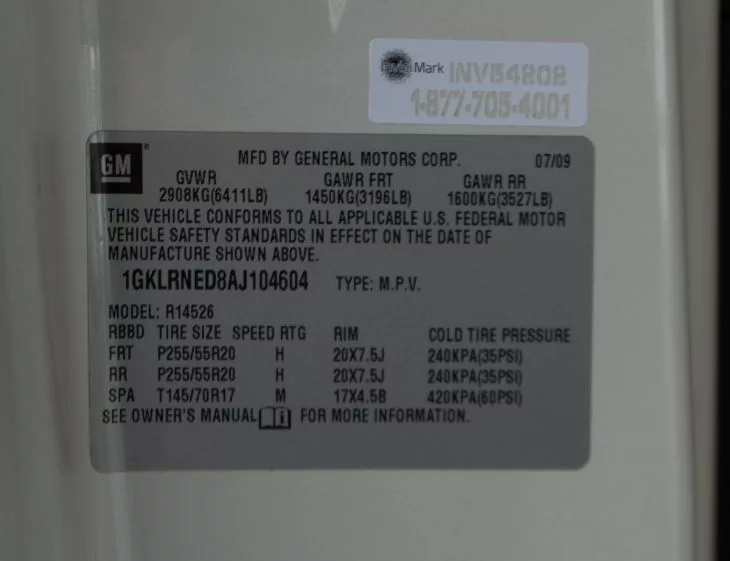 Mark INV54202
1-877-705-4001
GM
MFD BY GENERAL MOTORS CORP. 07/09
GVWR GAWR FRT GAWR RR
2908KG(6411LB) 1450KG(3196LB) 1600KG(3527LB)
THIS VEHICLE CONFORMS TO ALL APPLICABLE U.S. FEDERAL MOTOR
VEHICLE SAFETY STANDARDS IN EFFECT ON THE DATE OF
MANUFACTURE SHOWN ABOVE.
1GKLRNED8AJ104604 TYPE: M.P.V.
MODEL: R14526
RBBD TIRE SIZE SPEED RTG RIM COLD TIRE PRESSURE
FRT P255/55R20 H 20X7.5J 240KPA(35PSI)
RR P255/55R20 H 20X7.5J 240KPA(35PSI)
SPA T145/70R17 M 17X4.5B 420KPA(60PSI)
SEE OWNER'S MANUAL FOR MORE INFORMATION.